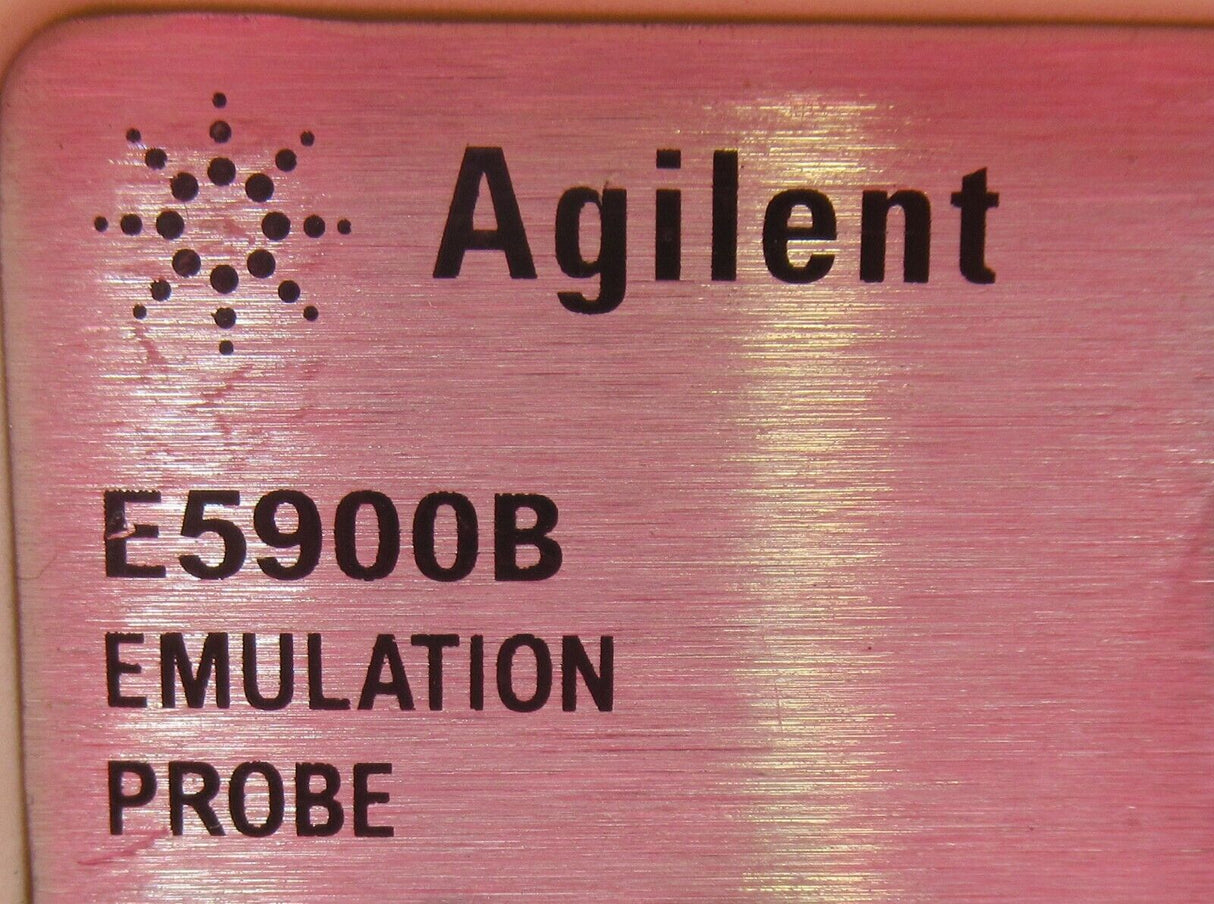 Agilent
E5900B
EMULATION
PROBE